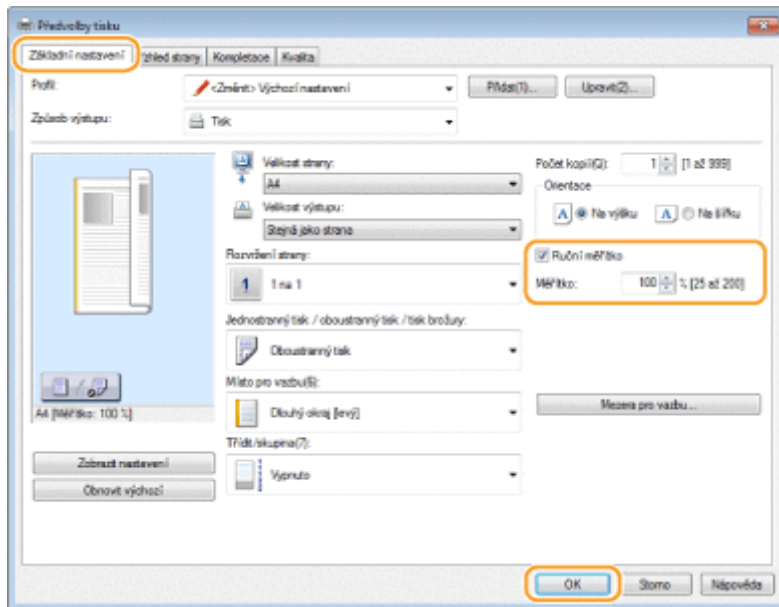 Předvolby tisku
Základní nastavení Vzhled strany Kompletace Kvalita
Profil: <Změnit> Výchozí nastavení Přidat(1)... Upravit(2)...
Způsob výstupu: Tisk
Velikost strany: Počet kopií(Q): 1 [1 až 999]
A4
Orientace
Velikost výstupu: A Na výšku A Na šířku
Stejná jako strana
Rozvržení strany: Ruční měřítko
1 1 na 1 Měřítko: 100 % [25 až 200]
Jednostranný tisk / oboustranný tisk / tisk brožury:
Oboustranný tisk
Místo pro vazbu(6):
A4 [Měřítko: 100 %] Dlouhý okraj [levý] Mezera pro vazbu...
Třídit/skupina(7):
Zobrazit nastavení
Vypnuto
Obnovit výchozí
OK Storno Nápověda